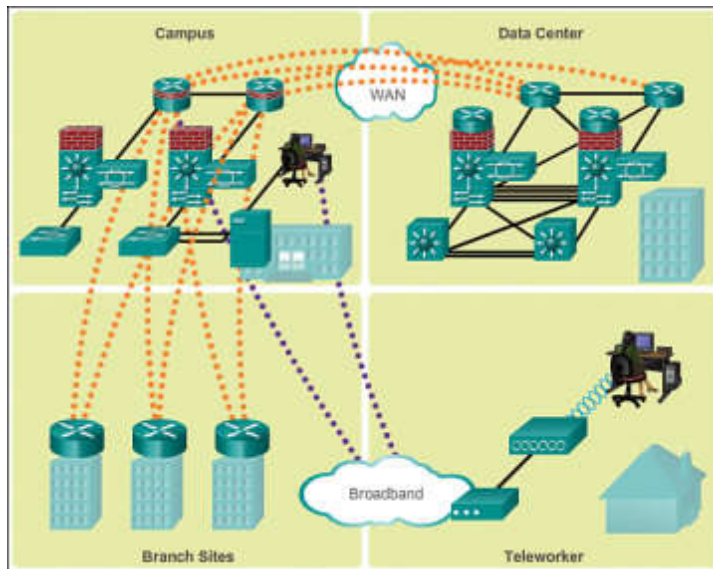 Campus
Data Center
WAN
Broadband
Branch Sites
Teleworker